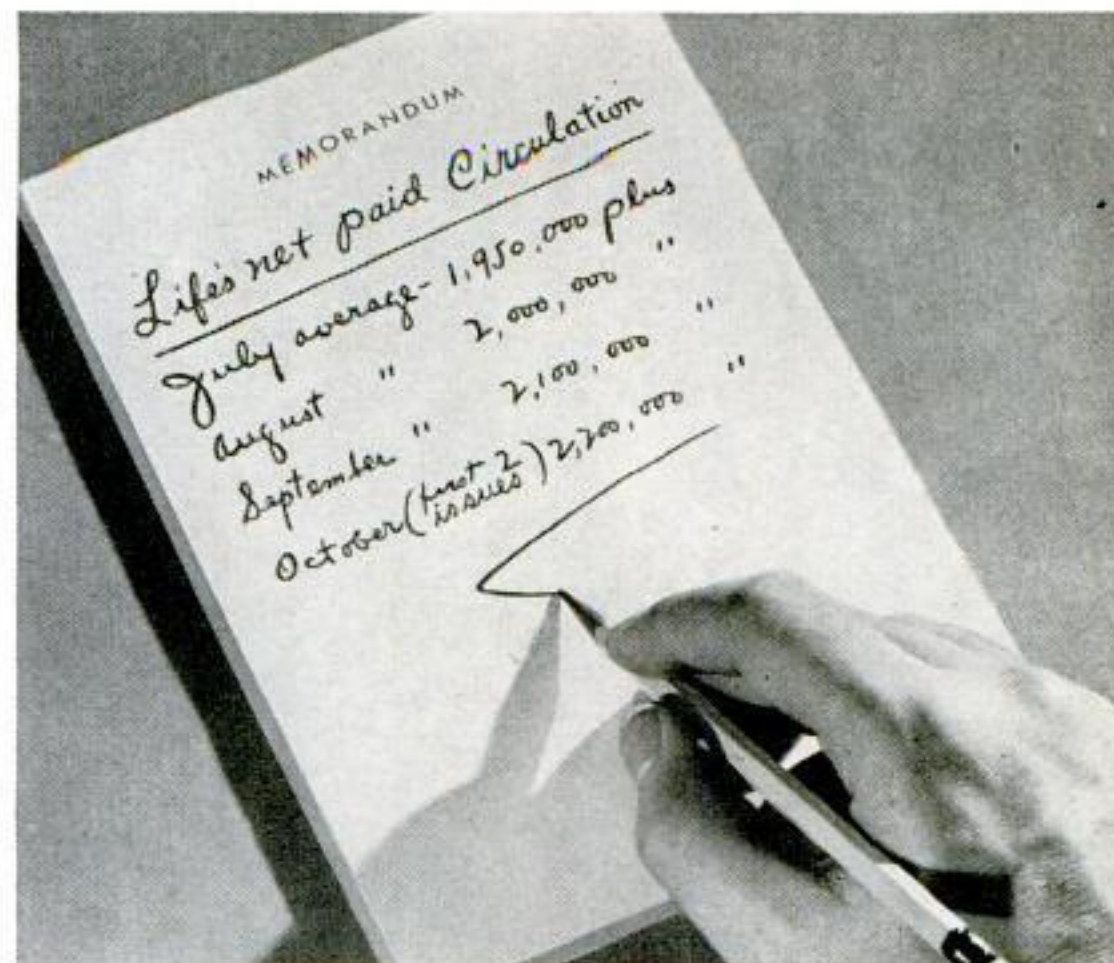 MEMORANDUM
Life's net paid Circulation
July average - 1,950,000 plus
August " 2,000,000 "
September " 2,100,000 "
October (first 2 issues) 2,200,000 "